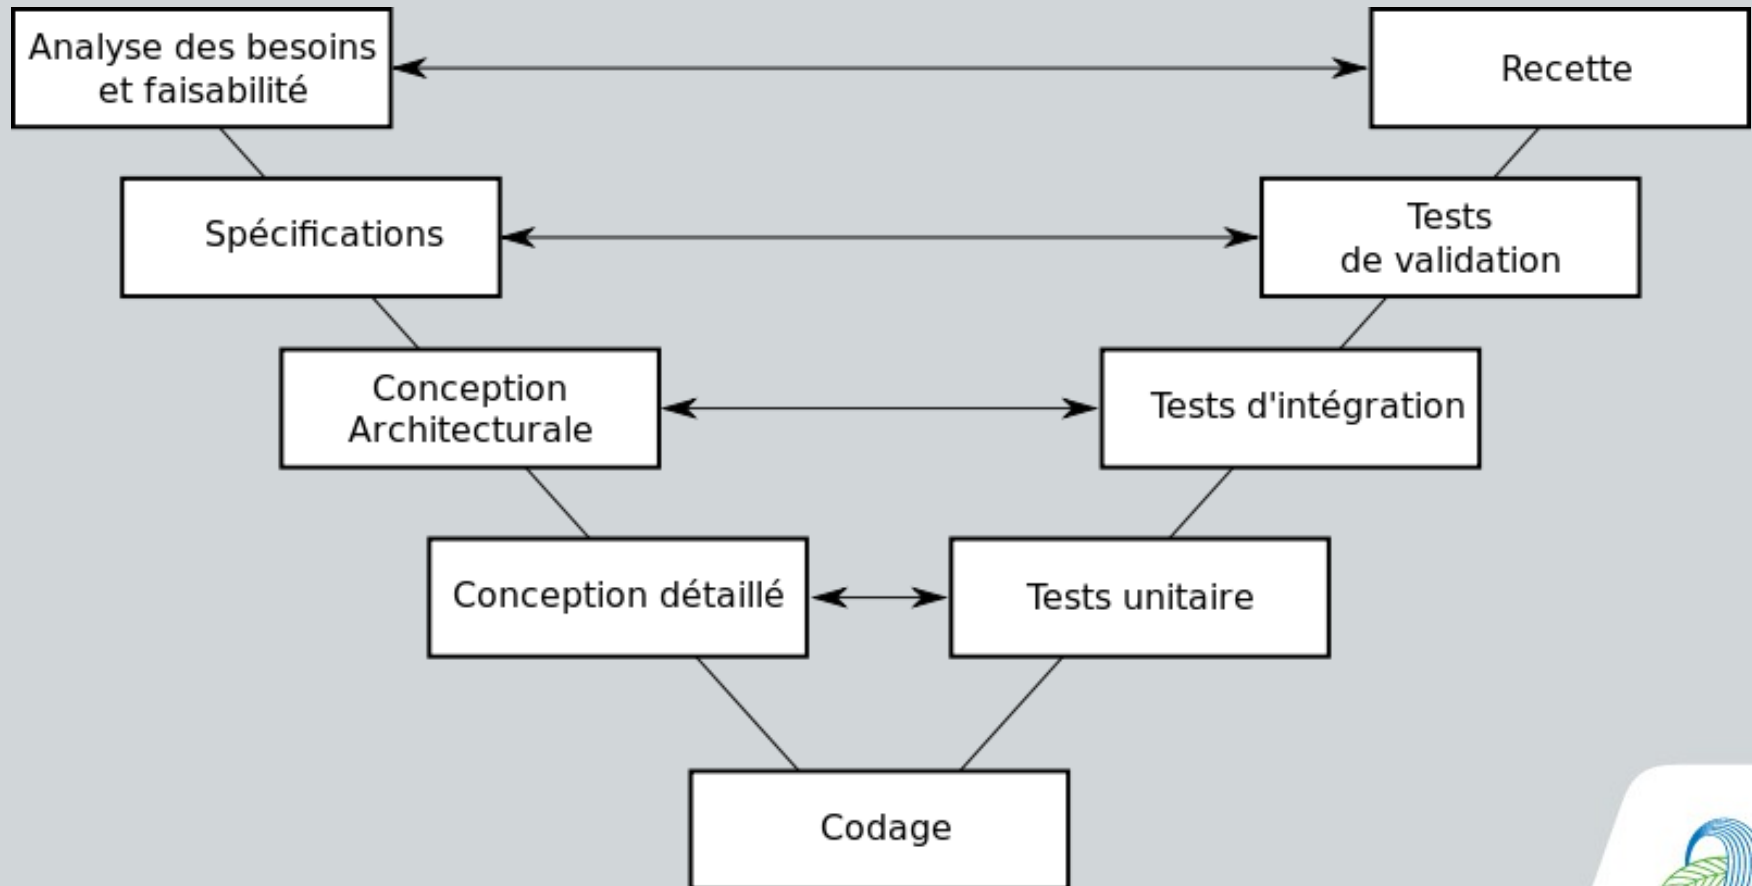 Analyse des besoins
et faisabilité
Recette
Spécifications
Tests
de validation
Conception
Architecturale
Tests d'intégration
Conception détaillé
Tests unitaire
Codage